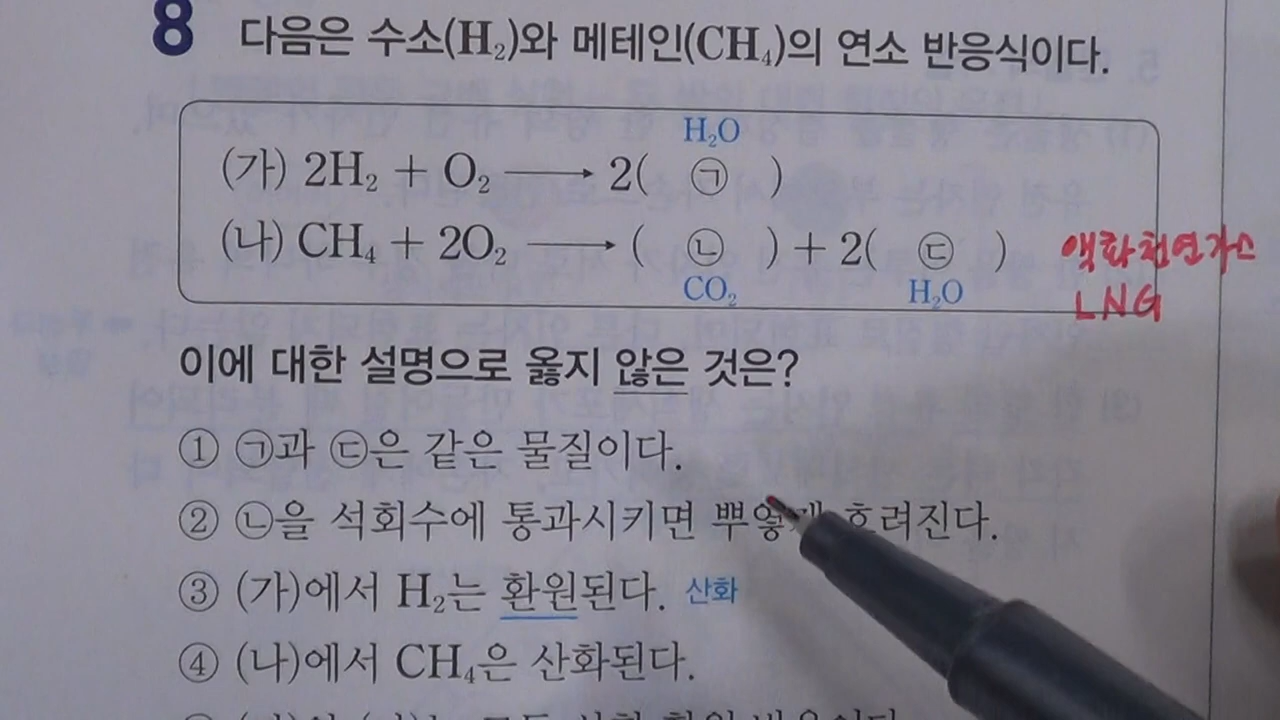 8 다음은 수소(H₂)와 메테인(CH₄)의 연소 반응식이다.
H₂O
(가) 2H₂ + O₂ ⟶ 2( ㉠ )
(나) CH₄ + 2O₂ ⟶ ( ㉡ ) + 2( ㉢ )
CO₂ H₂O
액화천연가스
LNG
이에 대한 설명으로 옳지 않은 것은?
① ㉠과 ㉢은 같은 물질이다.
② ㉡을 석회수에 통과시키면 뿌옇게 흐려진다.
③ (가)에서 H₂는 환원된다. 산화
④ (나)에서 CH₄은 산화된다.